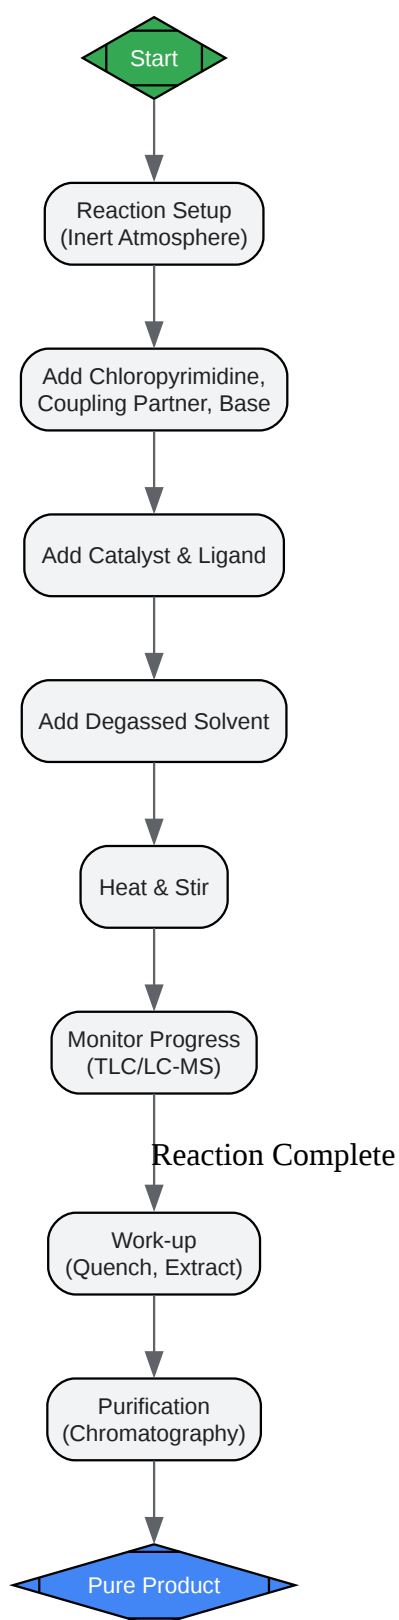 Start
Reaction Setup
(Inert Atmosphere)
Add Chloropyrimidine,
Coupling Partner, Base
Add Catalyst & Ligand
Add Degassed Solvent
Heat & Stir
Monitor Progress
(TLC/LC-MS)
Reaction Complete
Work-up
(Quench, Extract)
Purification
(Chromatography)
Pure Product